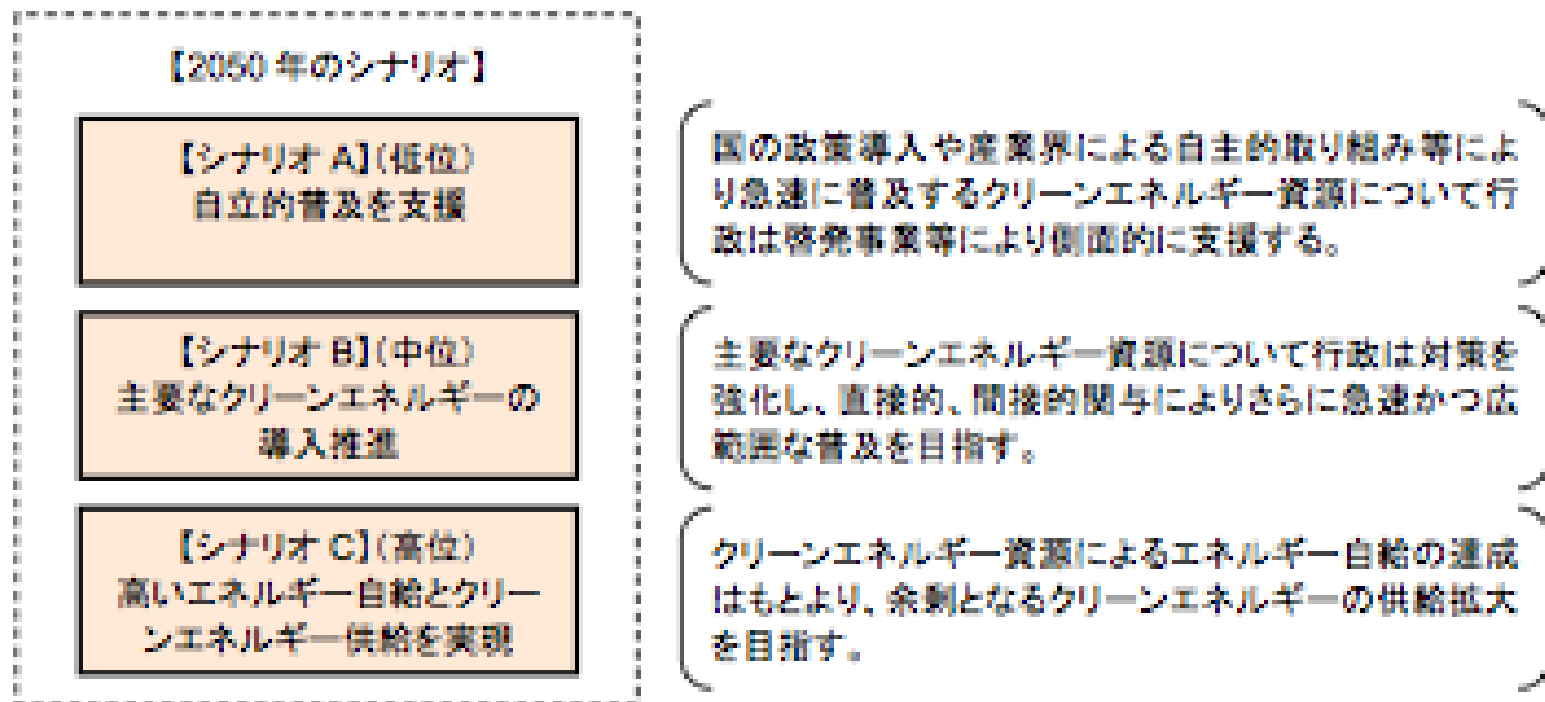 【2050 年のシナリオ】
【シナリオ A】(低位)
自立的普及を支援
国の政策導入や産業界による自主的取り組み等によ
り急速に普及するクリーンエネルギー資源について行
政は啓発事業等により側面的に支援する。
【シナリオ B】(中位)
主要なクリーンエネルギーの
導入推進
主要なクリーンエネルギー資源について行政は対策を
強化し、直接的、間接的関与によりさらに急速かつ広
範囲な普及を目指す。
【シナリオ C】(高位)
高いエネルギー自給とクリー
ンエネルギー供給を実現
クリーンエネルギー資源によるエネルギー自給の達成
はもとより、余剰となるクリーンエネルギーの供給拡大
を目指す。